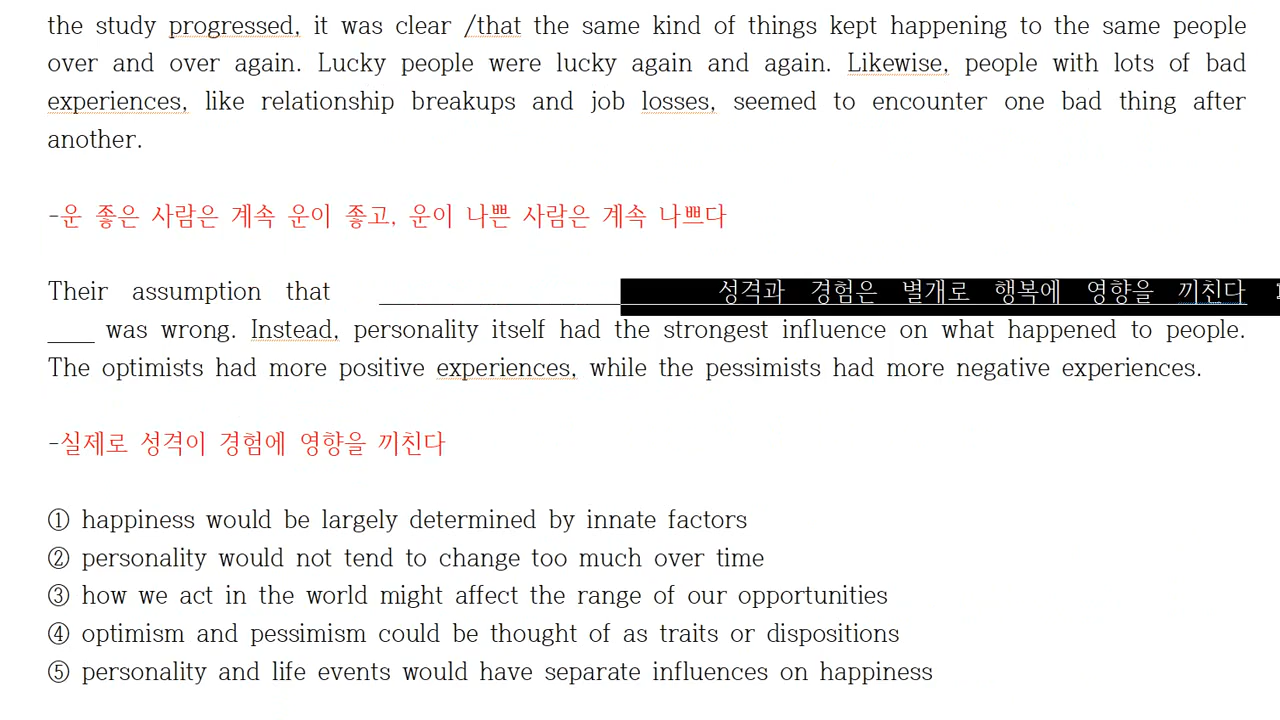 the study progressed, it was clear /that the same kind of things kept happening to the same people
over and over again. Lucky people were lucky again and again. Likewise, people with lots of bad
experiences, like relationship breakups and job losses, seemed to encounter one bad thing after
another.
-운 좋은 사람은 계속 운이 좋고, 운이 나쁜 사람은 계속 나쁘다
Their assumption that ____________________ 성격과 경험은 별개로 행복에 영향을 끼친다
____ was wrong. Instead, personality itself had the strongest influence on what happened to people.
The optimists had more positive experiences, while the pessimists had more negative experiences.
-실제로 성격이 경험에 영향을 끼친다
① happiness would be largely determined by innate factors
② personality would not tend to change too much over time
③ how we act in the world might affect the range of our opportunities
④ optimism and pessimism could be thought of as traits or dispositions
⑤ personality and life events would have separate influences on happiness